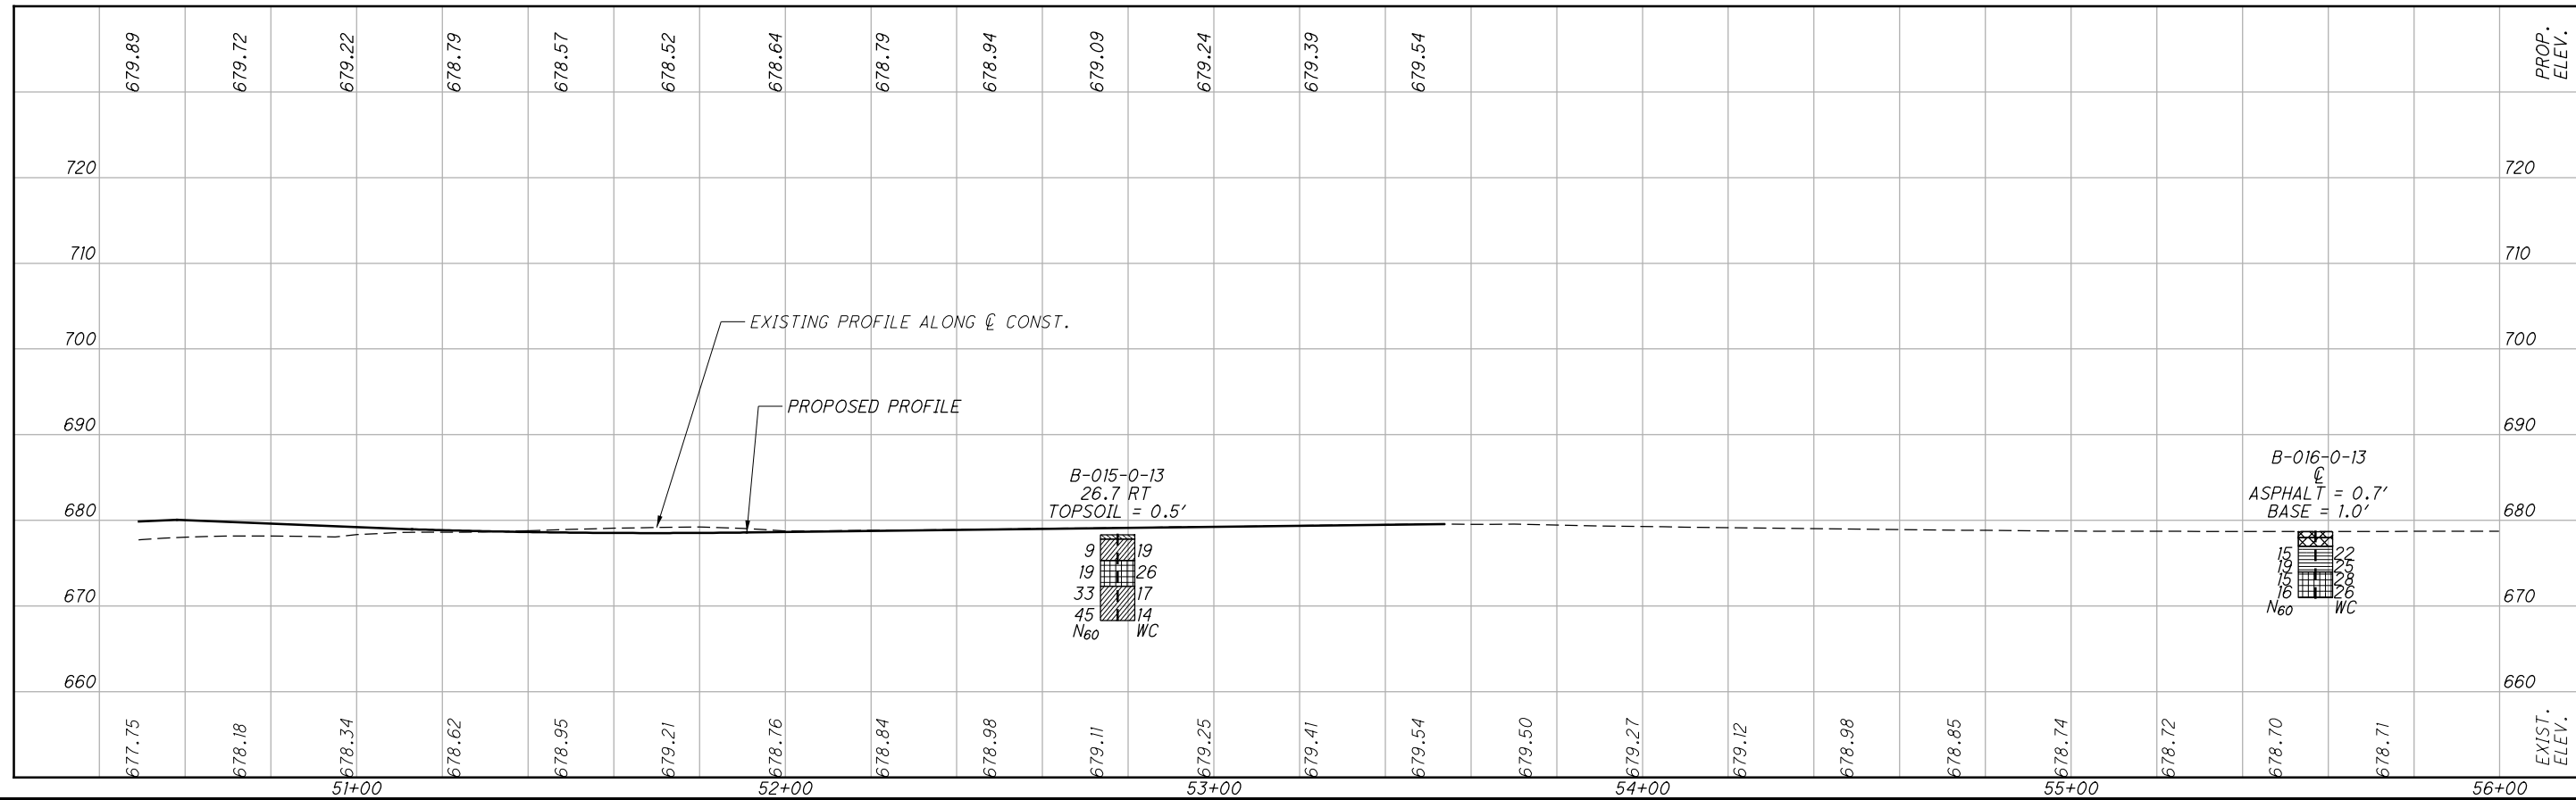 679.89 679.72 679.22 678.79 678.57 678.52 678.64 678.79 678.94 679.09 679.24 679.39 679.54
PROP.
ELEV.
720 720
710 710
700 700
EXISTING PROFILE ALONG ℄ CONST.
PROPOSED PROFILE
690 690
B-015-0-13
26.7 RT
TOPSOIL = 0.5'
B-016-0-13
℄
ASPHALT = 0.7'
BASE = 1.0'
680 680
9 19
19 26
33 17
45 14
N60 WC
15 22
19 25
15 28
16 26
N60 WC
670 670
660 660
677.75 678.18 678.34 678.62 678.95 679.21 678.76 678.84 678.98 679.11 679.25 679.41 679.54 679.50 679.27 679.12 678.98 678.85 678.74 678.72 678.70 678.71
EXIST.
ELEV.
51+00 52+00 53+00 54+00 55+00 56+00